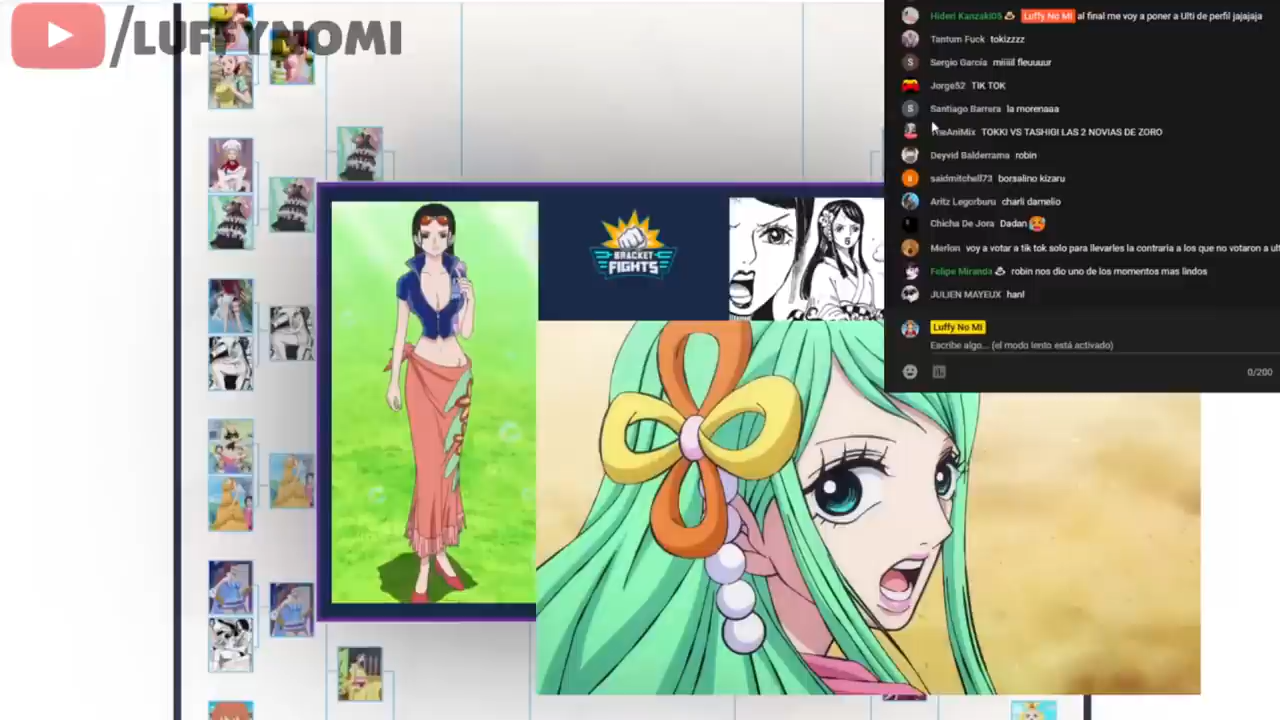 /LUFFYNOMI
BRACKET
FIGHTS
Hideri Kanzaki05 Luffy No Mi al final me voy a poner a Ulti de perfil jajajaja
Tantum Fuck tokizzzz
S Sergio García miiiiil fleuuuur
Jorge52 TIK TOK
S Santiago Barrera la morenaaa
TheAniMix TOKKI VS TASHIGI LAS 2 NOVIAS DE ZORO
Deyvid Balderrama robin
saidmitchell73 borsalino kizaru
Aritz Legorburu charli damelio
Chicha De Jora Dadan 🥵
Merlon voy a votar a tik tok solo para llevarles la contraria a los que no votaron a
Felipe Miranda robin nos dio uno de los momentos mas lindos
JULIEN MAYEUX han!
Luffy No Mi
Escribe algo... (el modo lento está activado)
0/200